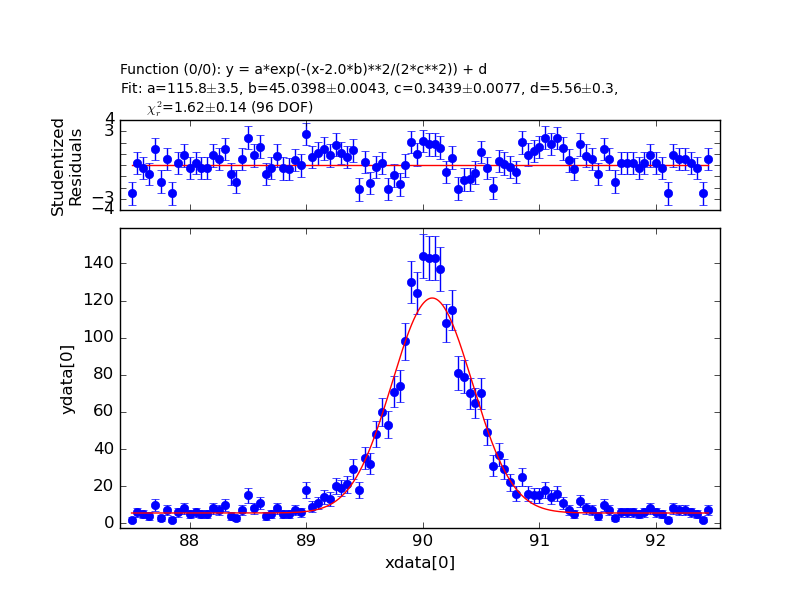 Function (0/0): y = a*exp(-(x-2.0*b)**2/(2*c**2)) + d
Fit: a=115.8±3.5, b=45.0398±0.0043, c=0.3439±0.0077, d=5.56±0.3,
χ_r^2=1.62±0.14 (96 DOF)
Studentized
Residuals
4
3
−3
−4
ydata[0]
140
120
100
80
60
40
20
0
88
89
90
91
92
xdata[0]